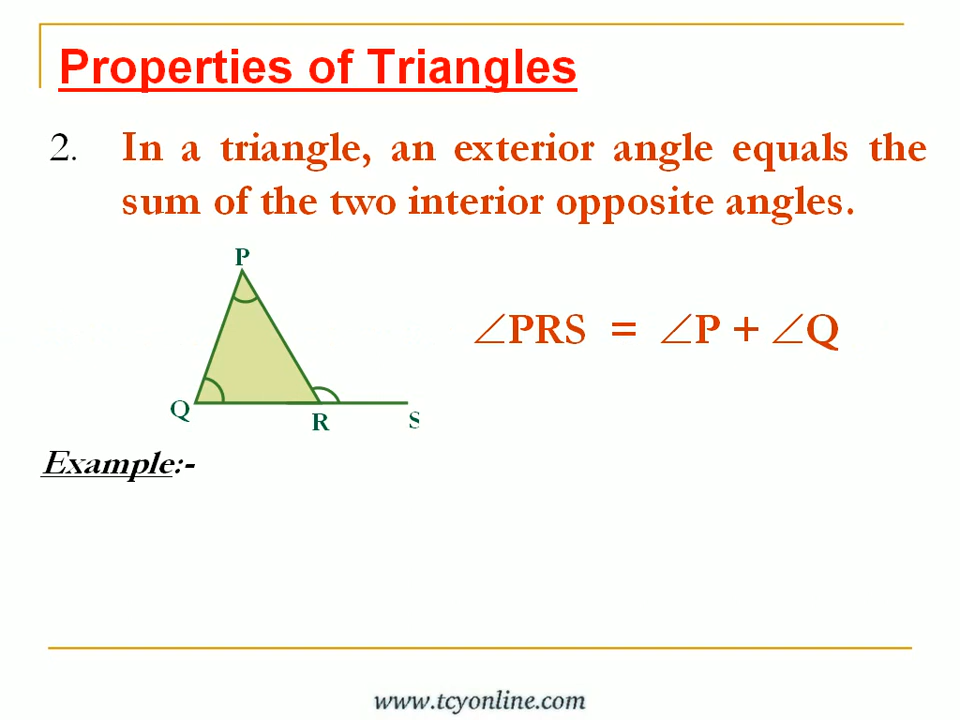 Properties of Triangles
2. In a triangle, an exterior angle equals the
sum of the two interior opposite angles.
P
∠PRS = ∠P + ∠Q
Q
R
S
Example:-
www.tcyonline.com